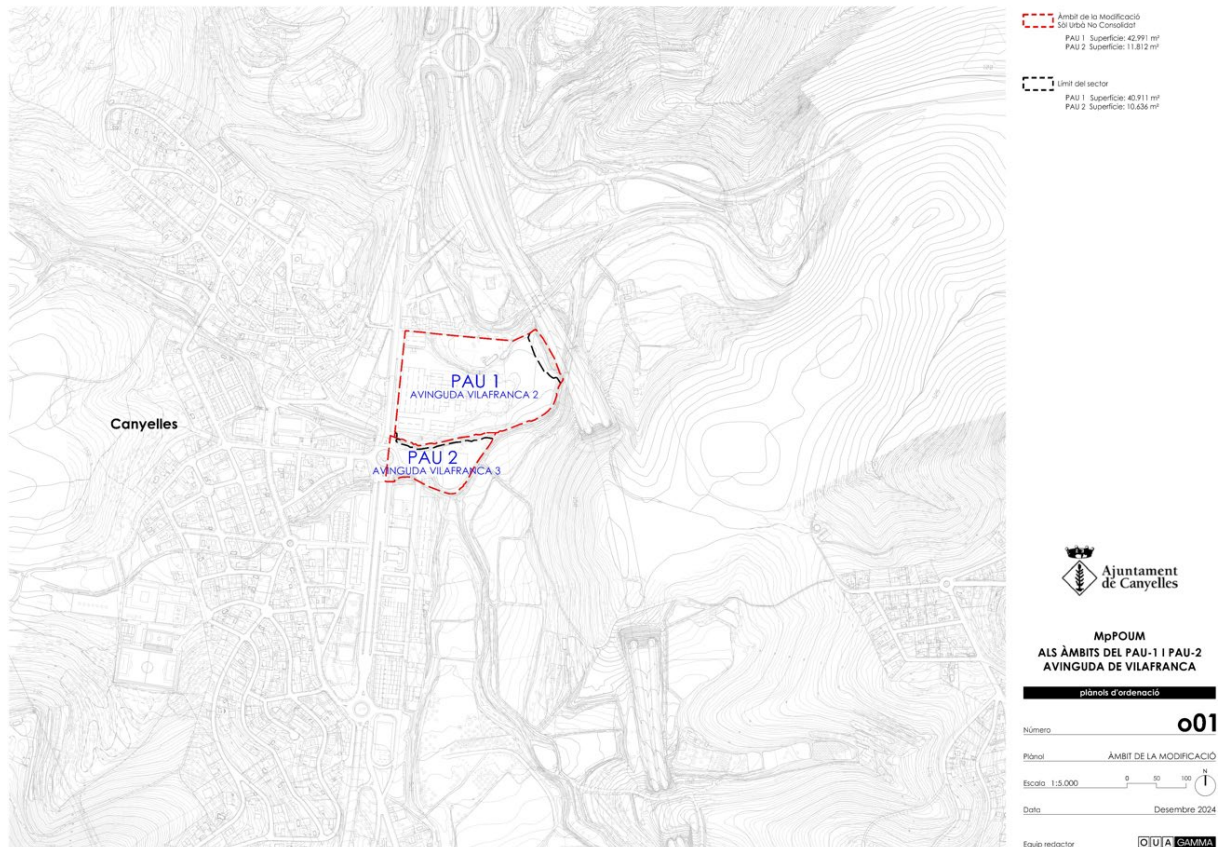 Àmbit de la Modificació
Sòl Urbà No Consolidat
PAU 1 Superfície: 42.991 m²
PAU 2 Superfície: 11.812 m²
Límit del sector
PAU 1 Superfície: 40.911 m²
PAU 2 Superfície: 10.636 m²
PAU 1
AVINGUDA VILAFRANCA 2
Canyelles
PAU 2
AVINGUDA VILAFRANCA 3
Ajuntament
de Canyelles
MpPOUM
ALS ÀMBITS DEL PAU-1 I PAU-2
AVINGUDA DE VILAFRANCA
plànols d'ordenació
Número o01
Plànol ÀMBIT DE LA MODIFICACIÓ
Escala 1:5.000 0 50 100 N
Data Desembre 2024
Equip redactor OUA GAMMA